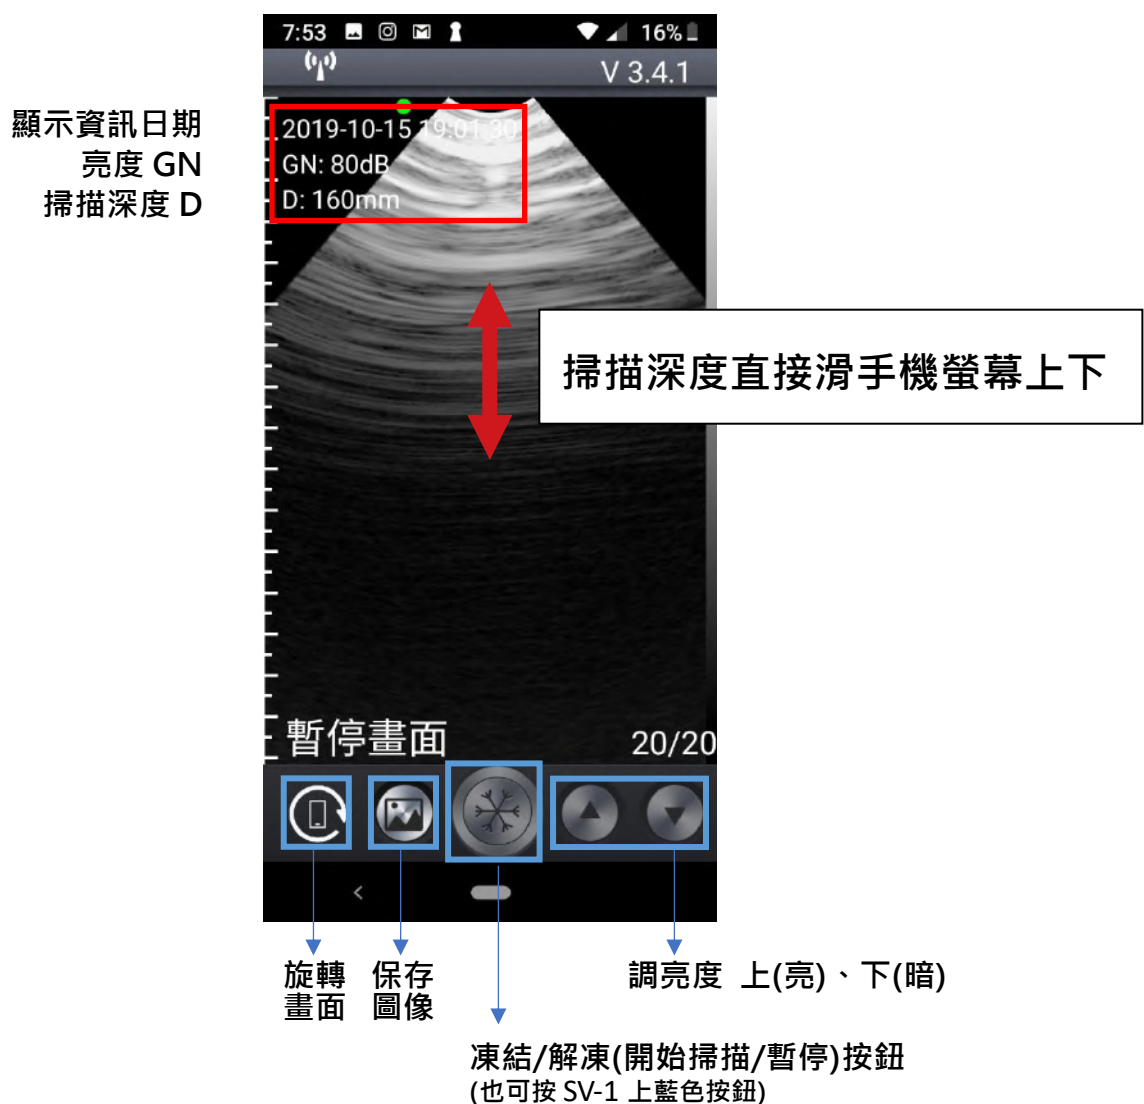 7:53
16%
V 3.4.1
顯示資訊日期
亮度 GN
掃描深度 D
2019-10-15 19:01:30
GN: 80dB
D: 160mm
掃描深度直接滑手機螢幕上下
暫停畫面
20/20
旋轉
畫面
保存
圖像
調亮度 上(亮)、下(暗)
凍結/解凍(開始掃描/暫停)按鈕
(也可按 SV-1 上藍色按鈕)